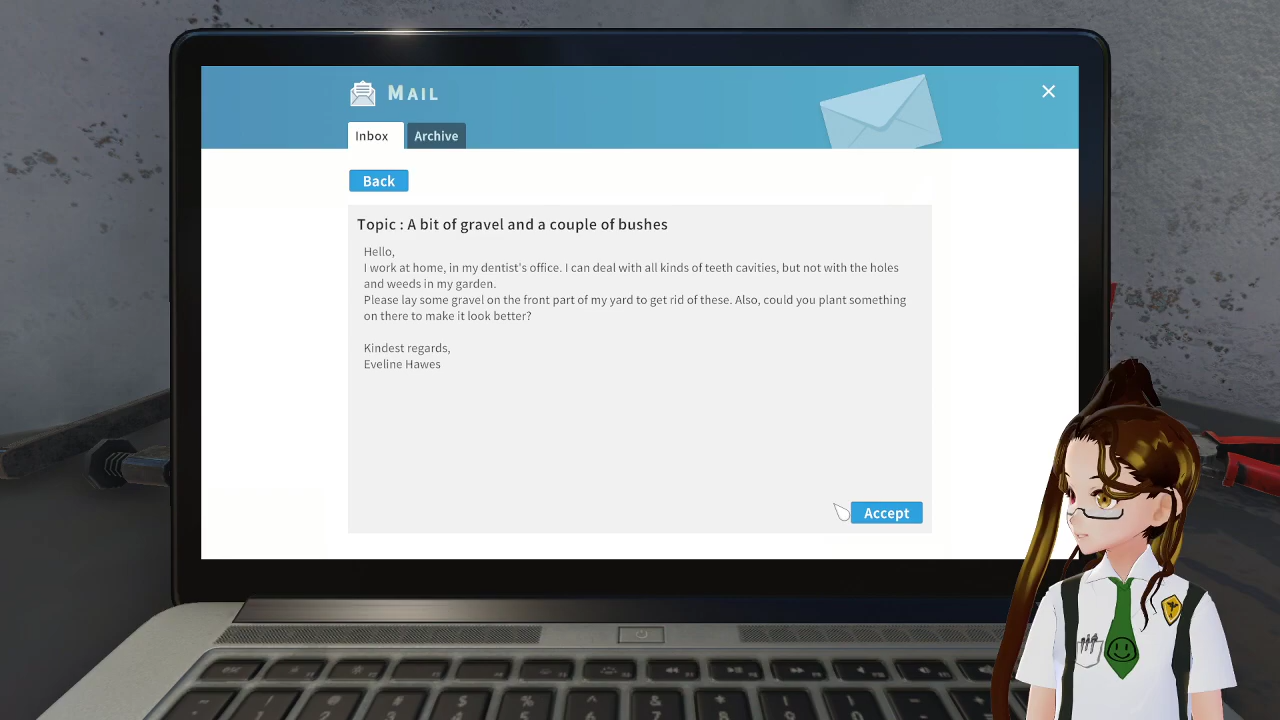 MAIL
Inbox
Archive
Back
Topic : A bit of gravel and a couple of bushes
Hello,
I work at home, in my dentist's office. I can deal with all kinds of teeth cavities, but not with the holes
and weeds in my garden.
Please lay some gravel on the front part of my yard to get rid of these. Also, could you plant something
on there to make it look better?
Kindest regards,
Eveline Hawes
Accept